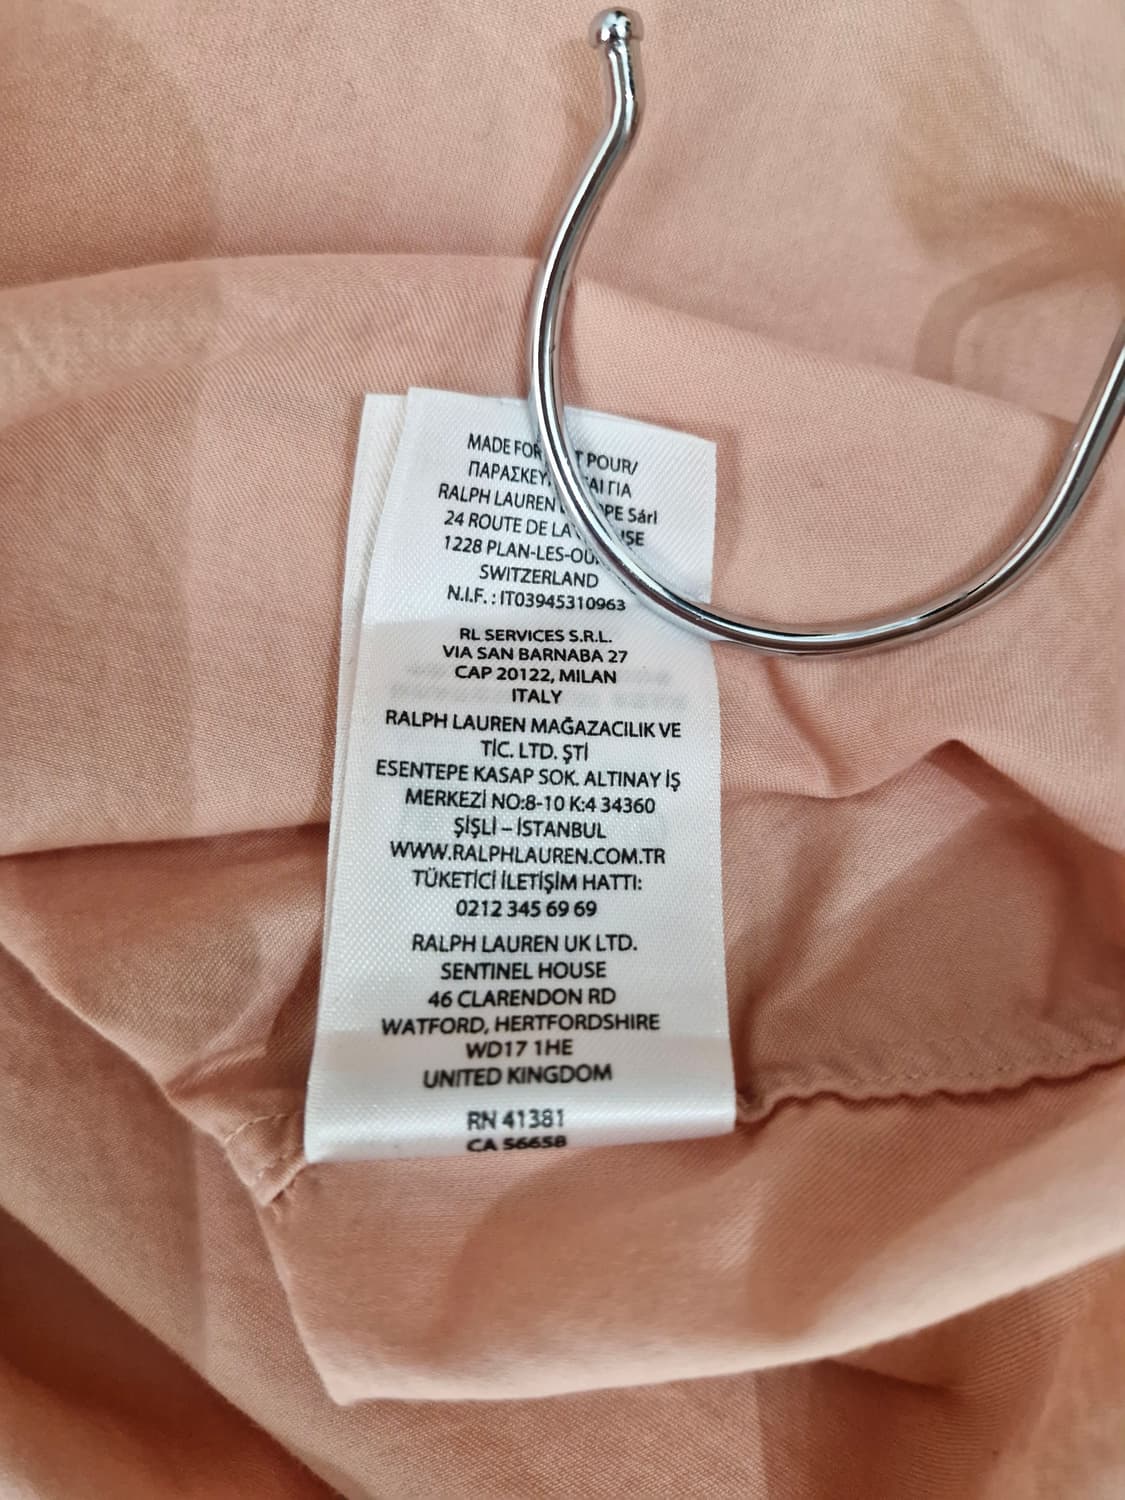 MADE FOR POUR/
ΓΙΑ
RALPH LAUREN Sárl
24 ROUTE DE LA
1228 PLAN-LES-
SWITZERLAND
N.I.F. : IT03945310963
RL SERVICES S.R.L.
VIA SAN BARNABA 27
CAP 20122, MILAN
ITALY
RALPH LAUREN MAĞAZACILIK VE
TİC. LTD. ŞTİ
ESENTEPE KASAP SOK. ALTINAY İŞ
MERKEZİ NO:8-10 K:4 34360
ŞİŞLİ – İSTANBUL
WWW.RALPHLAUREN.COM.TR
TÜKETİCİ İLETİŞİM HATTI:
0212 345 69 69
RALPH LAUREN UK LTD.
SENTINEL HOUSE
46 CLARENDON RD
WATFORD, HERTFORDSHIRE
WD17 1HE
UNITED KINGDOM
RN 41381
CA 56658